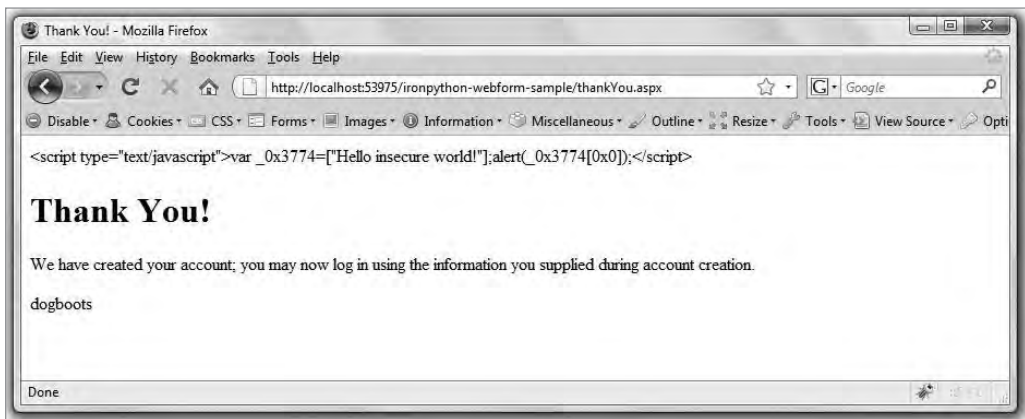 Thank You! - Mozilla Firefox
File Edit View History Bookmarks Tools Help
http://localhost:53975/ironpython-webform-sample/thankYou.aspx G Google
Disable Cookies CSS Forms Images Information Miscellaneous Outline Resize Tools View Source Opti
<script type="text/javascript">var _0x3774=["Hello insecure world!"];alert(_0x3774[0x0]);</script>
Thank You!
We have created your account; you may now log in using the information you supplied during account creation.
dogboots
Done